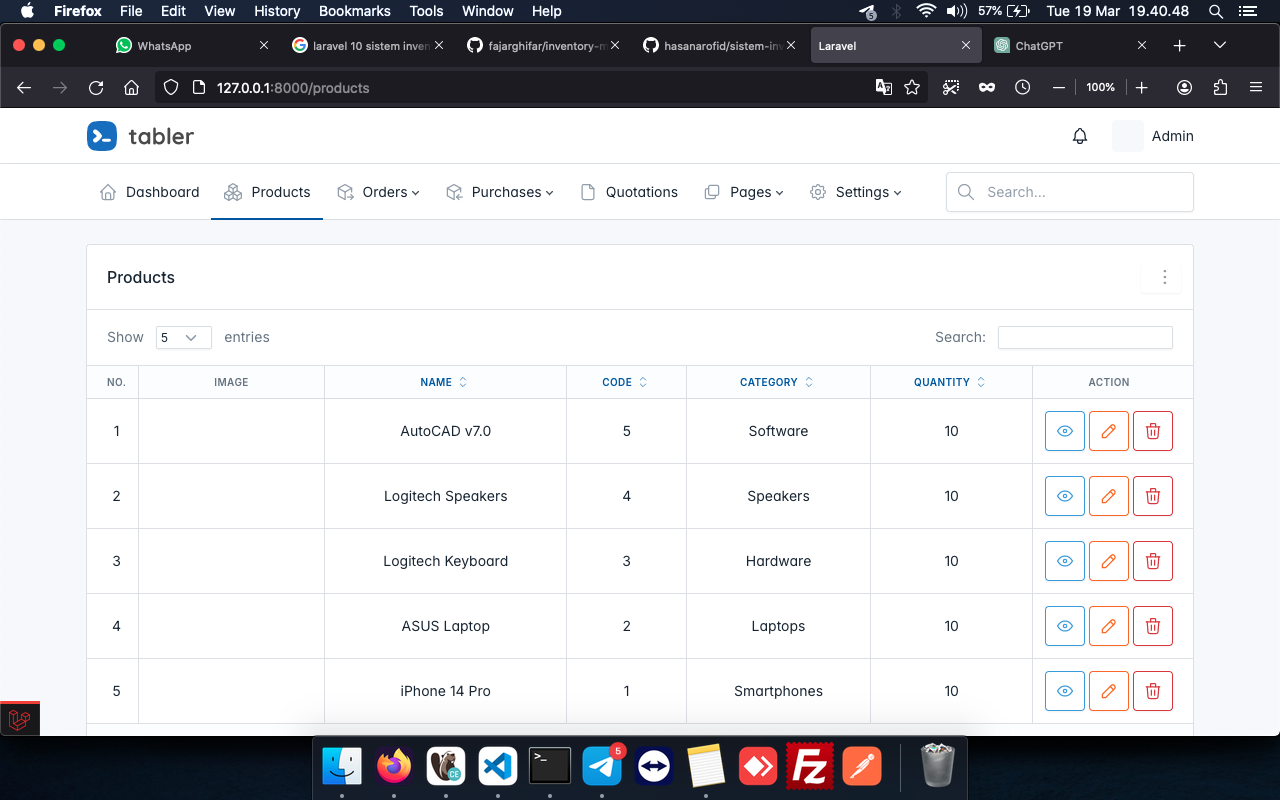 Firefox File Edit View History Bookmarks Tools Window Help 5 57% Tue 19 Mar 19.40.48
WhatsApp laravel 10 sistem inven fajarghifar/inventory-m hasanarofid/sistem-inv Laravel ChatGPT
127.0.0.1:8000/products 100%
tabler Admin
Dashboard Products Orders Purchases Quotations Pages Settings Search...
Products
Show 5 entries Search:
NO. IMAGE NAME CODE CATEGORY QUANTITY ACTION
1 AutoCAD v7.0 5 Software 10
2 Logitech Speakers 4 Speakers 10
3 Logitech Keyboard 3 Hardware 10
4 ASUS Laptop 2 Laptops 10
5 iPhone 14 Pro 1 Smartphones 10
CE >_ 5 Fz